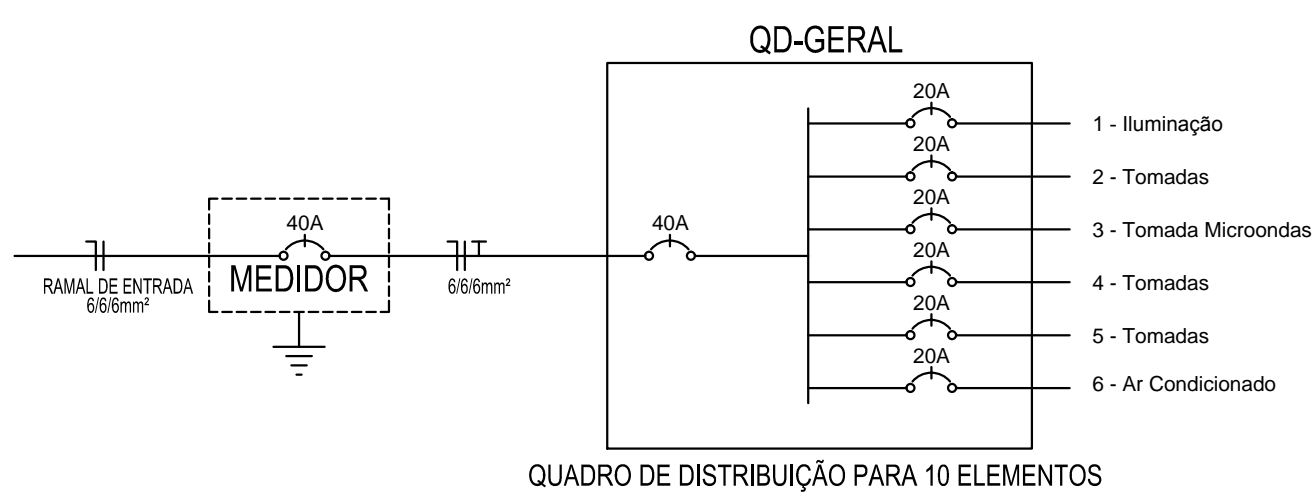 QD-GERAL
20A
1 - Iluminação
20A
2 - Tomadas
20A
3 - Tomada Microondas
40A
MEDIDOR
RAMAL DE ENTRADA
6/6/6mm²
6/6/6mm²
40A
20A
4 - Tomadas
20A
5 - Tomadas
20A
6 - Ar Condicionado
QUADRO DE DISTRIBUIÇÃO PARA 10 ELEMENTOS